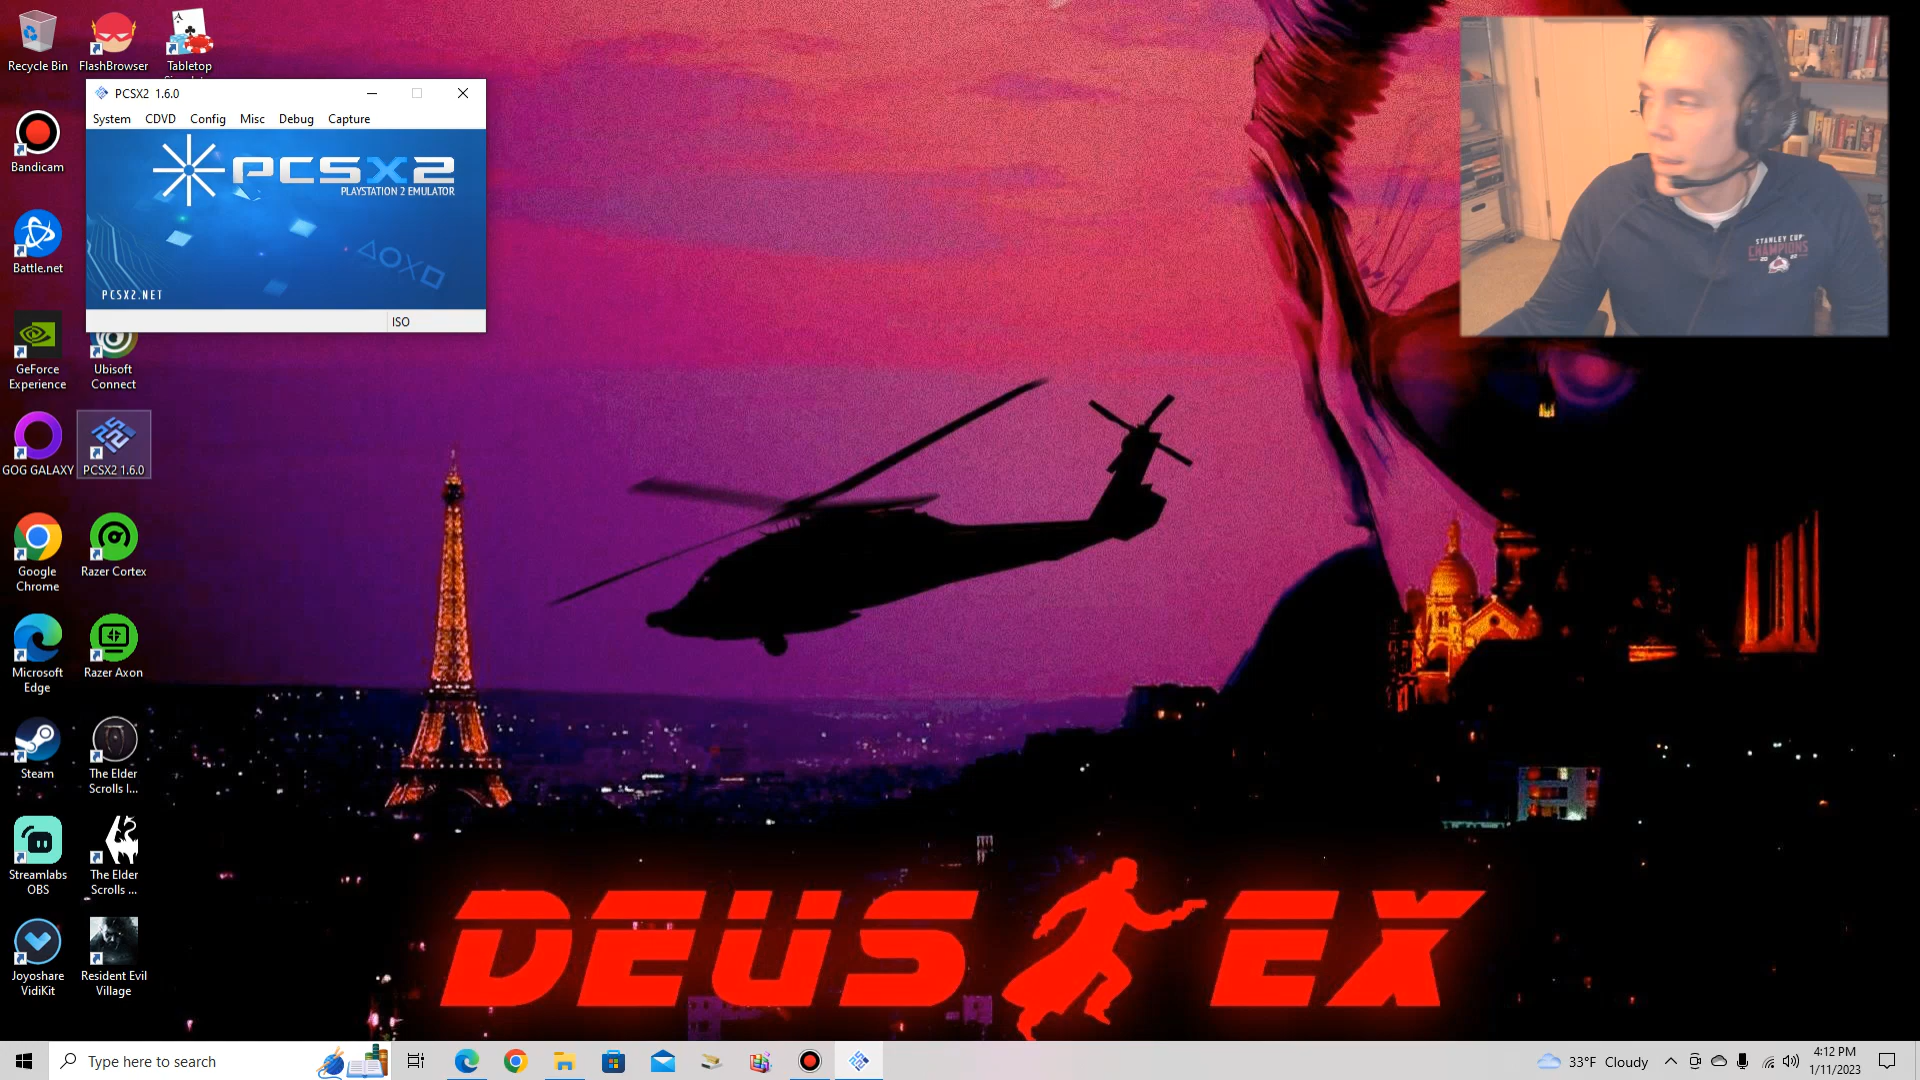 Recycle Bin
FlashBrowser
Tabletop
PCSX2 1.6.0
System CDVD Config Misc Debug Capture
PCSX2
PLAYSTATION 2 EMULATOR
PCSX2.NET
ISO
Bandicam
Battle.net
GeForce
Experience
Ubisoft
Connect
GOG GALAXY
PCSX2 1.6.0
Google
Chrome
Razer Cortex
Microsoft
Edge
Razer Axon
Steam
The Elder
Scrolls I...
Streamlabs
OBS
The Elder
Scrolls ...
Joyoshare
VidiKit
Resident Evil
Village
STANLEY CUP
CHAMPIONS
DEUS EX
Type here to search
33°F Cloudy
4:12 PM
1/11/2023